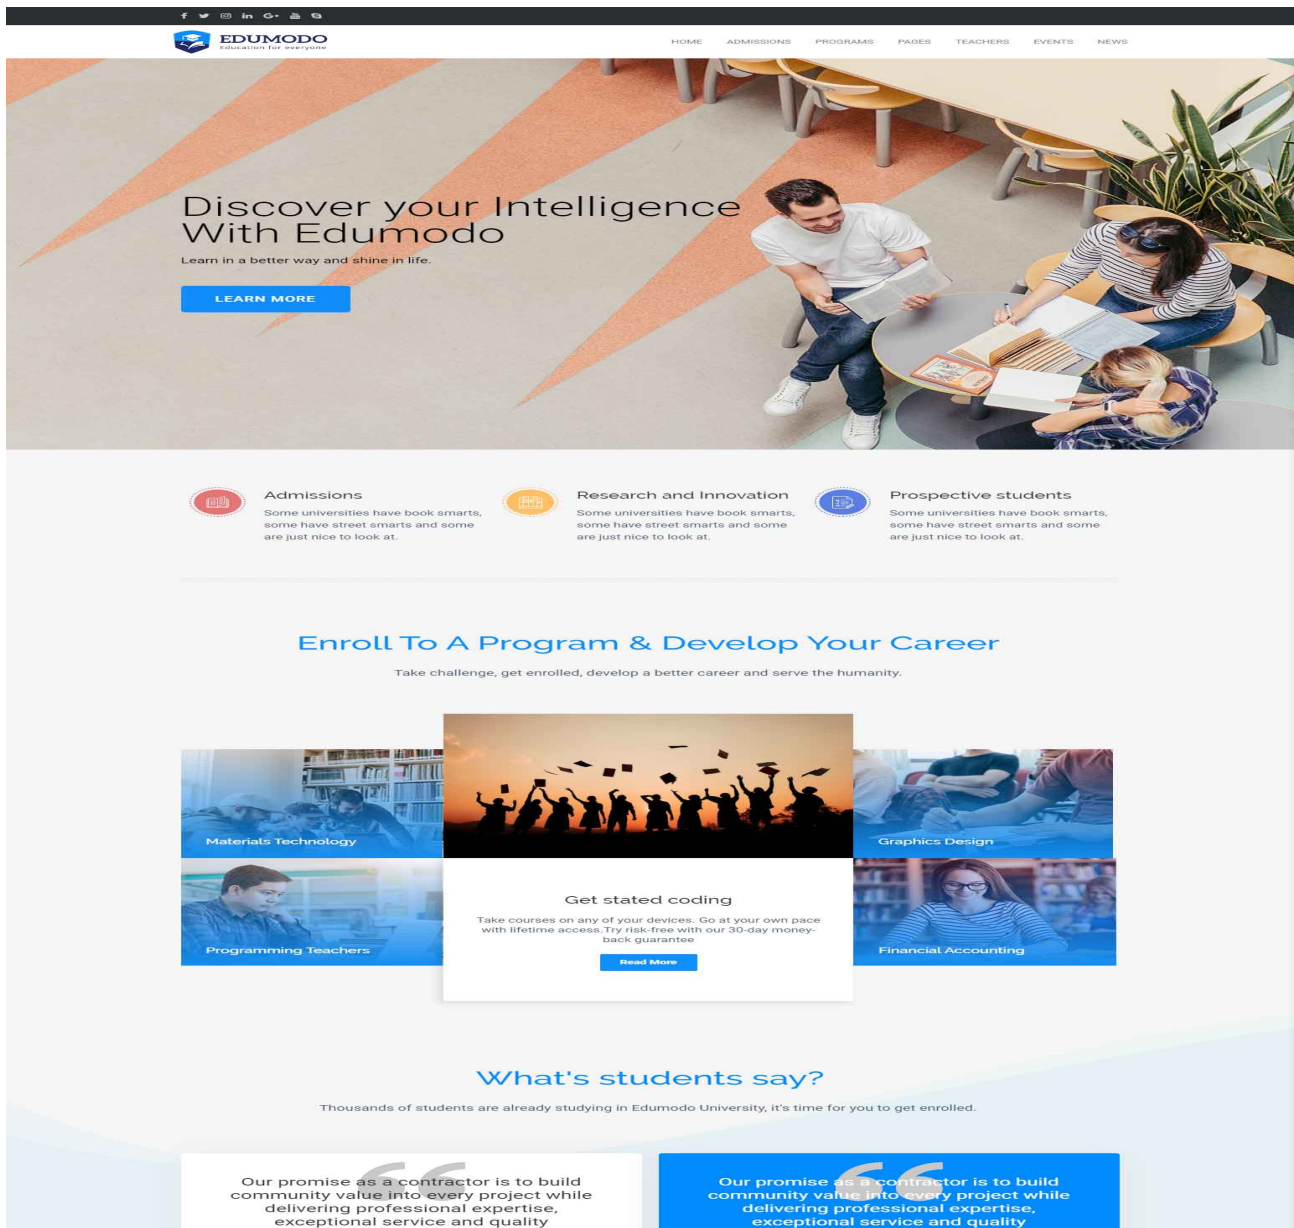 EDUMODO
Education for everyone
HOME ADMISSIONS PROGRAMS PAGES TEACHERS EVENTS NEWS
Discover your Intelligence
With Edumodo
Learn in a better way and shine in life.
LEARN MORE
Admissions
Some universities have book smarts,
some have street smarts and some
are just nice to look at.
Research and Innovation
Some universities have book smarts,
some have street smarts and some
are just nice to look at.
Prospective students
Some universities have book smarts,
some have street smarts and some
are just nice to look at.
Enroll To A Program & Develop Your Career
Take challenge, get enrolled, develop a better career and serve the humanity.
Materials Technology
Programming Teachers
Get stated coding
Take courses on any of your devices. Go at your own pace
with lifetime access.Try risk-free with our 30-day money-
back guarantee
Read More
Graphics Design
Financial Accounting
What's students say?
Thousands of students are already studying in Edumodo University, it's time for you to get enrolled.
Our promise as a contractor is to build
community value into every project while
delivering professional expertise,
exceptional service and quality
Our promise as a contractor is to build
community value into every project while
delivering professional expertise,
exceptional service and quality